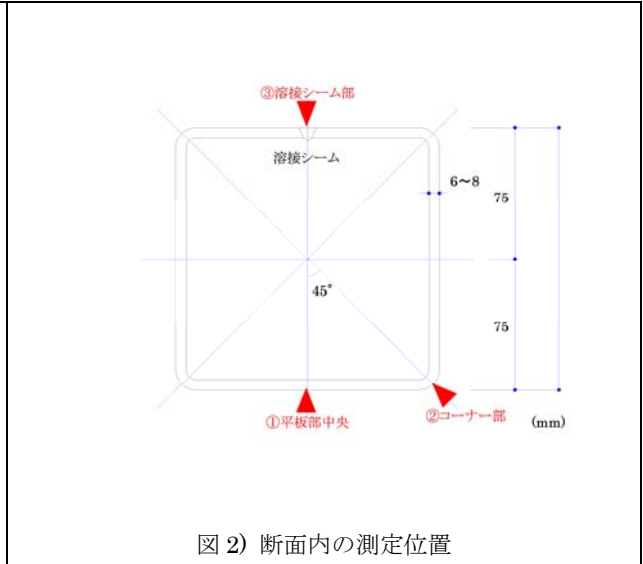 ③溶接シーム部
溶接シーム
6～8
75
45°
75
①平板部中央
②コーナー部
(mm)
図 2) 断面内の測定位置